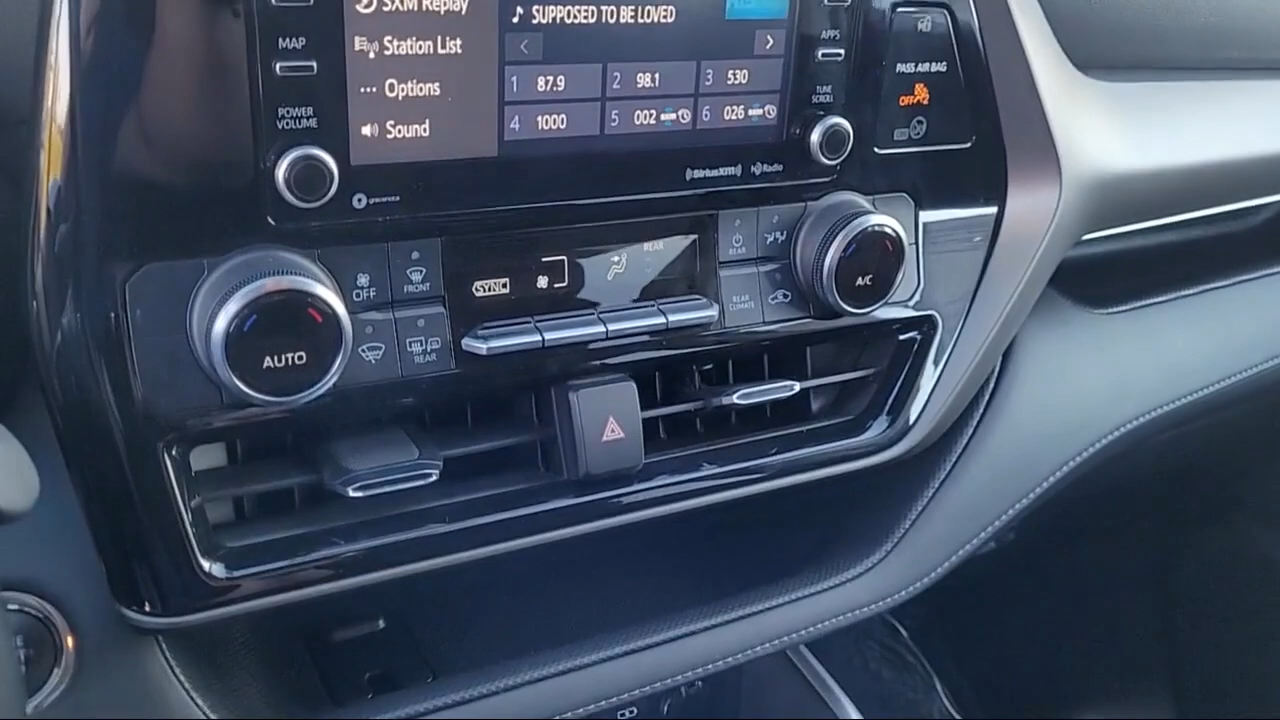 SXM Replay
Station List
Options
Sound
SUPPOSED TO BE LOVED
1 87.9
2 98.1
3 530
4 1000
5 002
6 026
MAP
POWER
VOLUME
APPS
TUNE
SCROLL
gracenote
SiriusXM
HD Radio
PASS AIR BAG
OFF
AUTO
OFF
FRONT
REAR
SYNC
REAR
REAR
REAR
CLIMATE
A/C